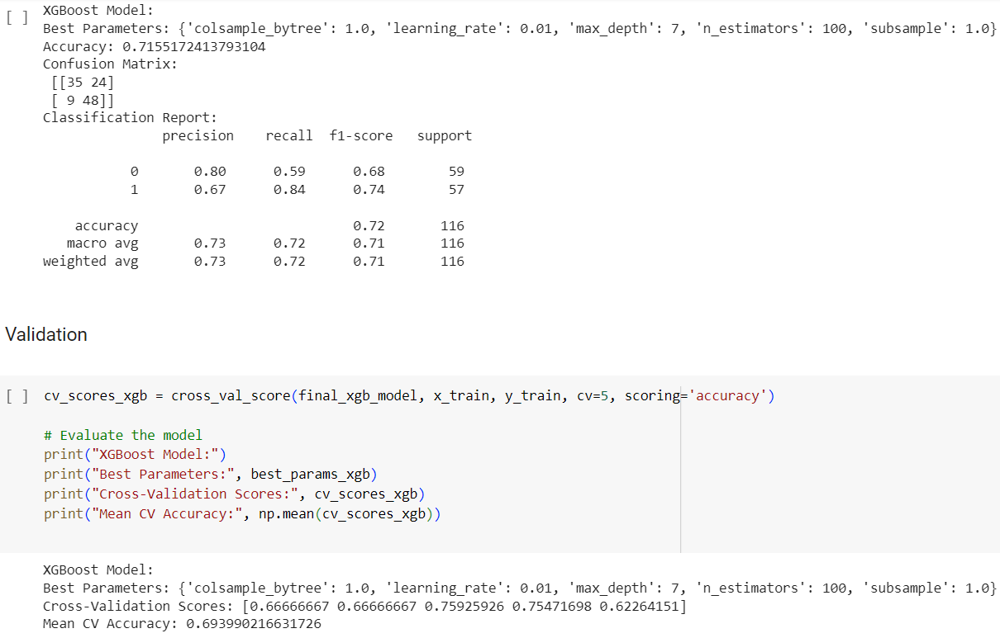 [ ]
XGBoost Model:
Best Parameters: {'colsample_bytree': 1.0, 'learning_rate': 0.01, 'max_depth': 7, 'n_estimators': 100, 'subsample': 1.0}
Accuracy: 0.7155172413793104
Confusion Matrix:
[[35 24]
[ 9 48]]
Classification Report:
precision recall f1-score support
0 0.80 0.59 0.68 59
1 0.67 0.84 0.74 57
accuracy 0.72 116
macro avg 0.73 0.72 0.71 116
weighted avg 0.73 0.72 0.71 116
Validation
[ ] cv_scores_xgb = cross_val_score(final_xgb_model, x_train, y_train, cv=5, scoring='accuracy')
# Evaluate the model
print("XGBoost Model:")
print("Best Parameters:", best_params_xgb)
print("Cross-Validation Scores:", cv_scores_xgb)
print("Mean CV Accuracy:", np.mean(cv_scores_xgb))
XGBoost Model:
Best Parameters: {'colsample_bytree': 1.0, 'learning_rate': 0.01, 'max_depth': 7, 'n_estimators': 100, 'subsample': 1.0}
Cross-Validation Scores: [0.66666667 0.66666667 0.75925926 0.75471698 0.62264151]
Mean CV Accuracy: 0.693990216631726